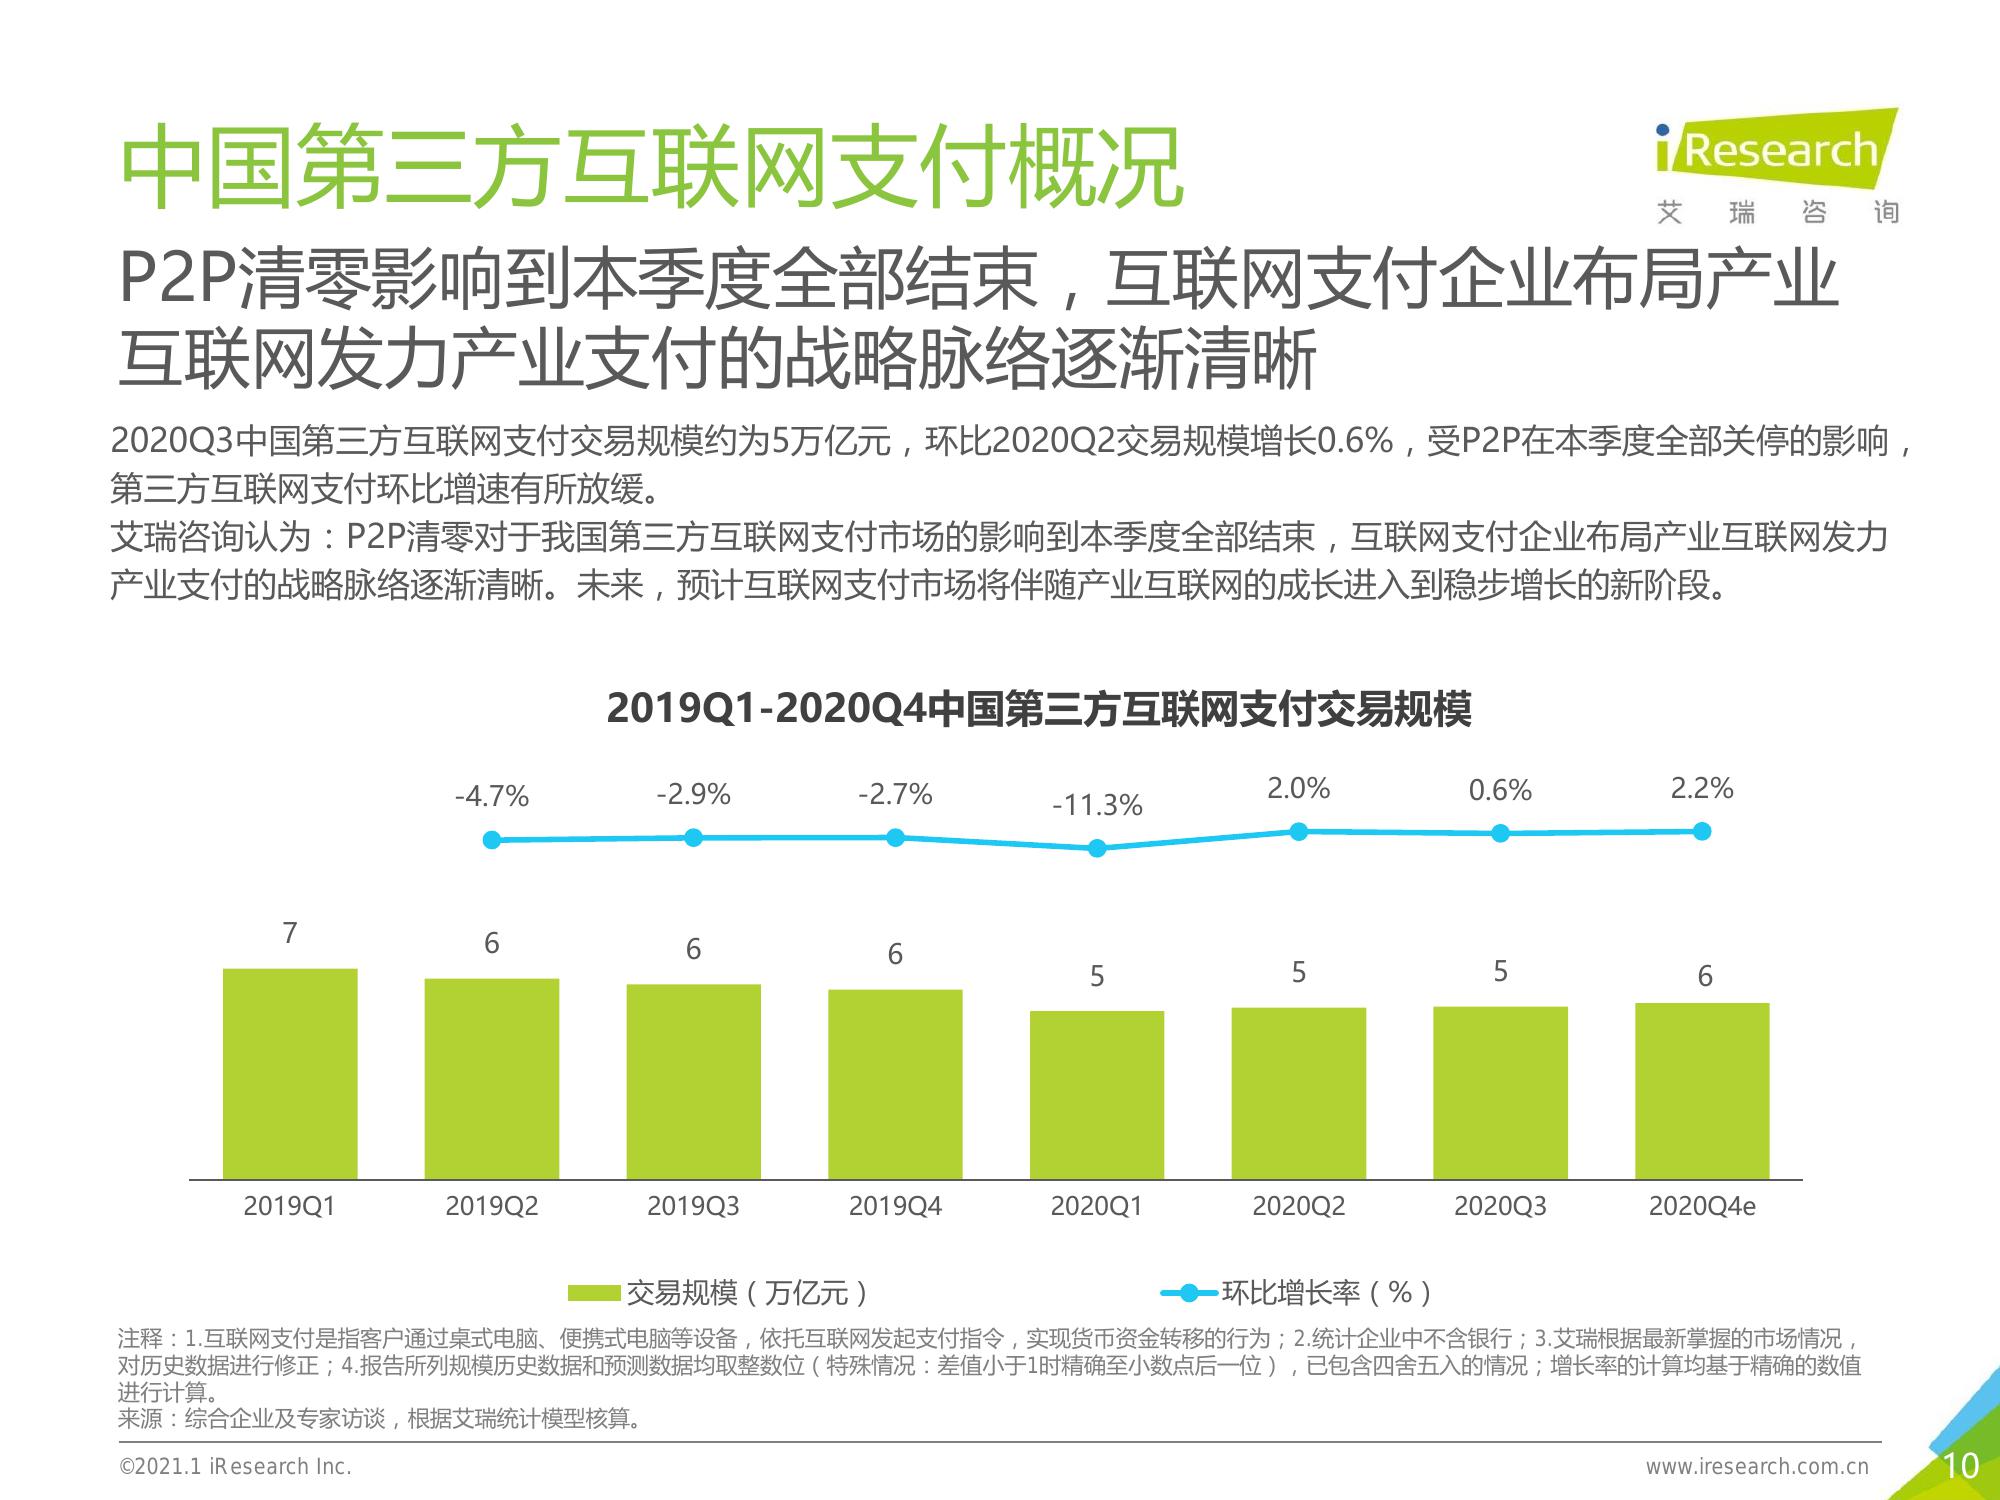 中国第三方互联网支付概况
iResearch
艾瑞咨询
P2P清零影响到本季度全部结束，互联网支付企业布局产业
互联网发力产业支付的战略脉络逐渐清晰
2020Q3中国第三方互联网支付交易规模约为5万亿元，环比2020Q2交易规模增长0.6%，受P2P在本季度全部关停的影响，
第三方互联网支付环比增速有所放缓。
艾瑞咨询认为：P2P清零对于我国第三方互联网支付市场的影响到本季度全部结束，互联网支付企业布局产业互联网发力
产业支付的战略脉络逐渐清晰。未来，预计互联网支付市场将伴随产业互联网的成长进入到稳步增长的新阶段。
2019Q1-2020Q4中国第三方互联网支付交易规模
-4.7% -2.9% -2.7% -11.3% 2.0% 0.6% 2.2%
7 6 6 6 5 5 5 6
2019Q1 2019Q2 2019Q3 2019Q4 2020Q1 2020Q2 2020Q3 2020Q4e
交易规模（万亿元） 环比增长率（%）
注释：1.互联网支付是指客户通过桌式电脑、便携式电脑等设备，依托互联网发起支付指令，实现货币资金转移的行为；2.统计企业中不含银行；3.艾瑞根据最新掌握的市场情况，
对历史数据进行修正；4.报告所列规模历史数据和预测数据均取整数位（特殊情况：差值小于1时精确至小数点后一位），已包含四舍五入的情况；增长率的计算均基于精确的数值
进行计算。
来源：综合企业及专家访谈，根据艾瑞统计模型核算。
©2021.1 iResearch Inc.
www.iresearch.com.cn
10